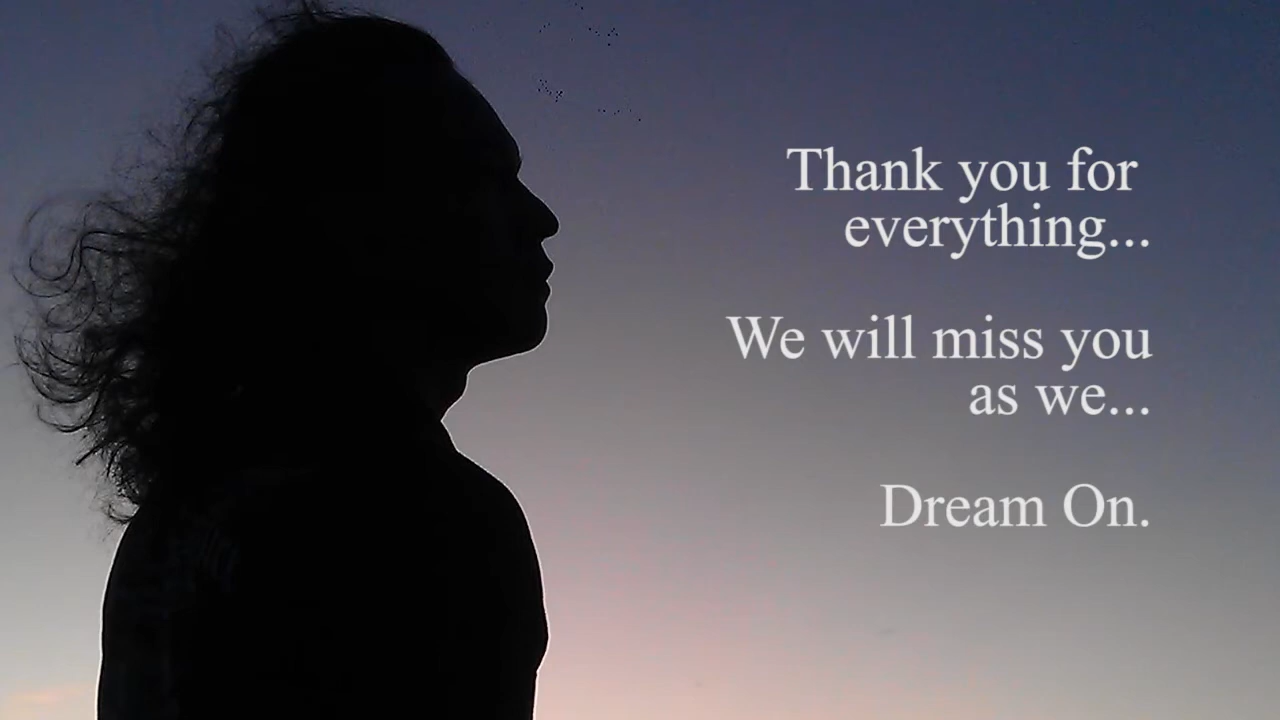 Thank you for
everything...
We will miss you
as we...
Dream On.